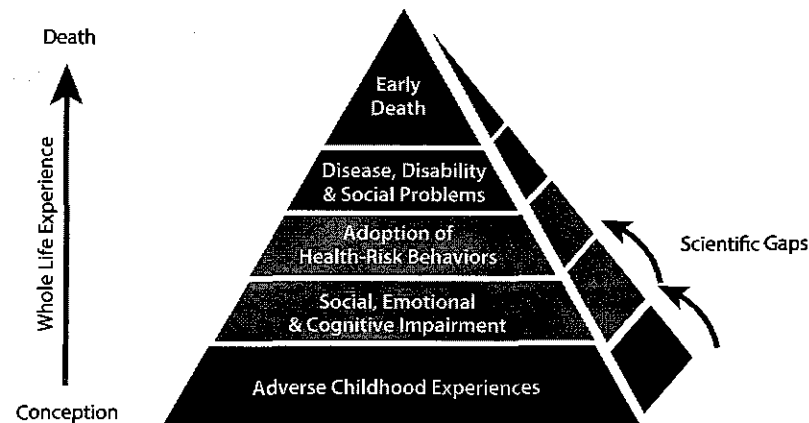 Death
Whole Life Experience
Conception
Early
Death
Disease, Disability
& Social Problems
Adoption of
Health-Risk Behaviors
Social, Emotional
& Cognitive Impairment
Adverse Childhood Experiences
Scientific Gaps